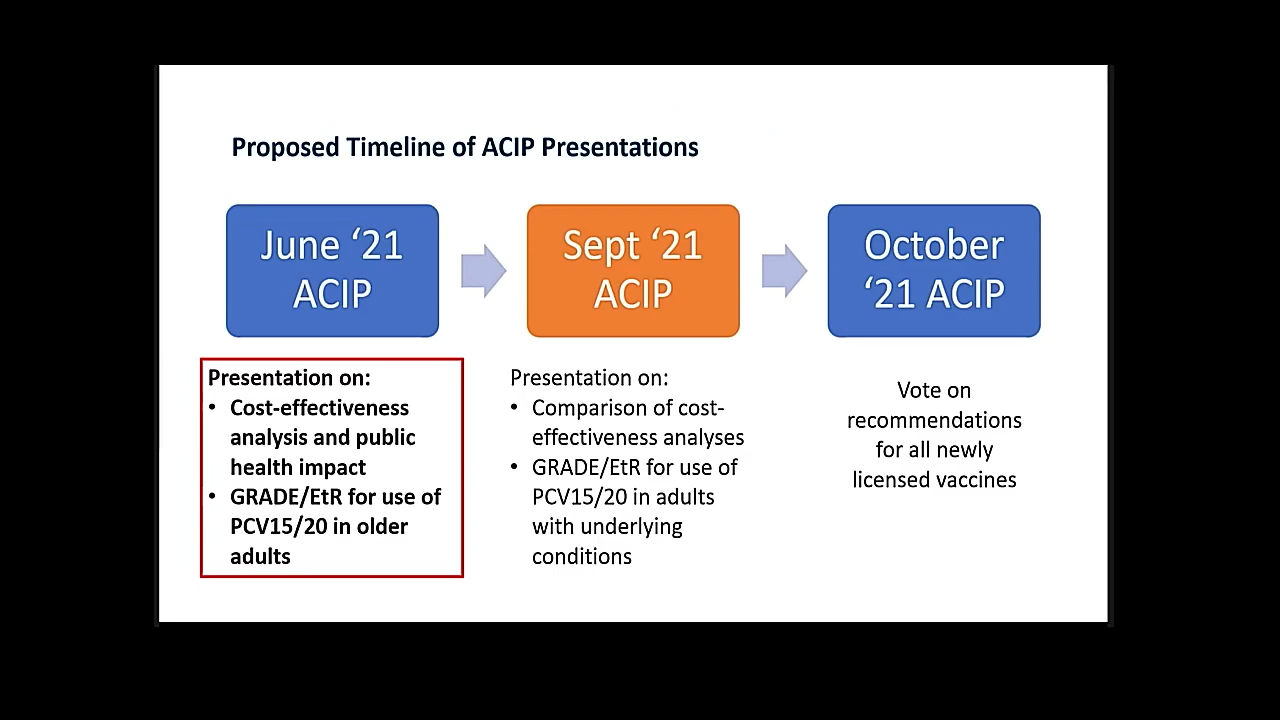 Proposed Timeline of ACIP Presentations
June ‘21
ACIP
Sept ‘21
ACIP
October
‘21 ACIP
Presentation on:
• Cost-effectiveness
analysis and public
health impact
• GRADE/EtR for use of
PCV15/20 in older
adults
Presentation on:
• Comparison of cost-
effectiveness analyses
• GRADE/EtR for use of
PCV15/20 in adults
with underlying
conditions
Vote on
recommendations
for all newly
licensed vaccines